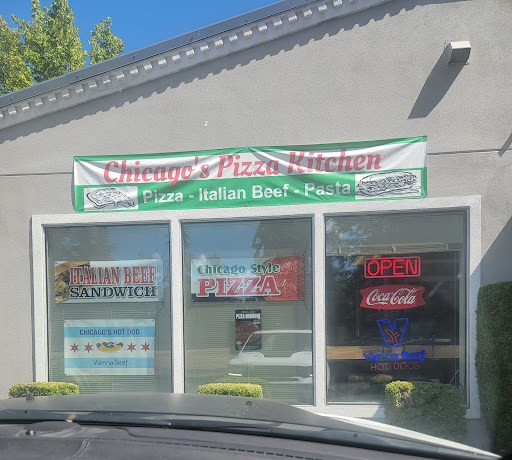 Chicago's Pizza Kitchen
Pizza - Italian Beef - Pasta
ITALIAN BEEF
SANDWICH
Chicago Style
PIZZA
OPEN
Coca-Cola
CHICAGO'S HOT DOG
Vienna Beef
V
Vienna Beef
HOT DOGS